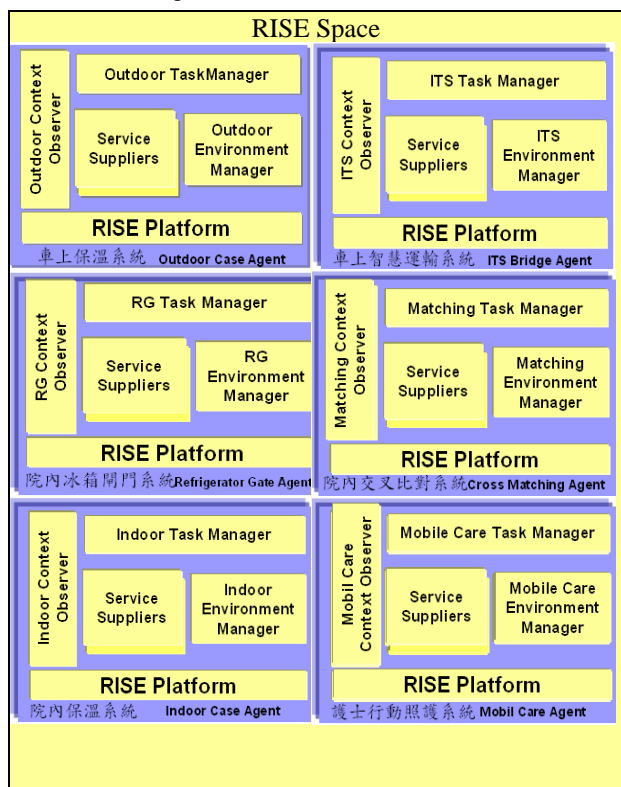 RISE Space
Outdoor Context
Observer
Outdoor TaskManager
Service
Suppliers
Outdoor
Environment
Manager
RISE Platform
車上保溫系統 Outdoor Case Agent
ITS Context
Observer
ITS Task Manager
Service
Suppliers
ITS
Environment
Manager
RISE Platform
車上智慧運輸系統 ITS Bridge Agent
RG Context
Observer
RG Task Manager
Service
Suppliers
RG
Environment
Manager
RISE Platform
院內冰箱閘門系統Refrigerator Gate Agent
Matching Context
Observer
Matching Task Manager
Service
Suppliers
Matching
Environment
Manager
RISE Platform
院內交叉比對系統Cross Matching Agent
Indoor Context
Observer
Indoor Task Manager
Service
Suppliers
Indoor
Environment
Manager
RISE Platform
院內保溫系統 Indoor Case Agent
Mobil Care
Context Observer
Mobile Care Task Manager
Service
Suppliers
Mobile Care
Environment
Manager
RISE Platform
護士行動照護系統 Mobil Care Agent